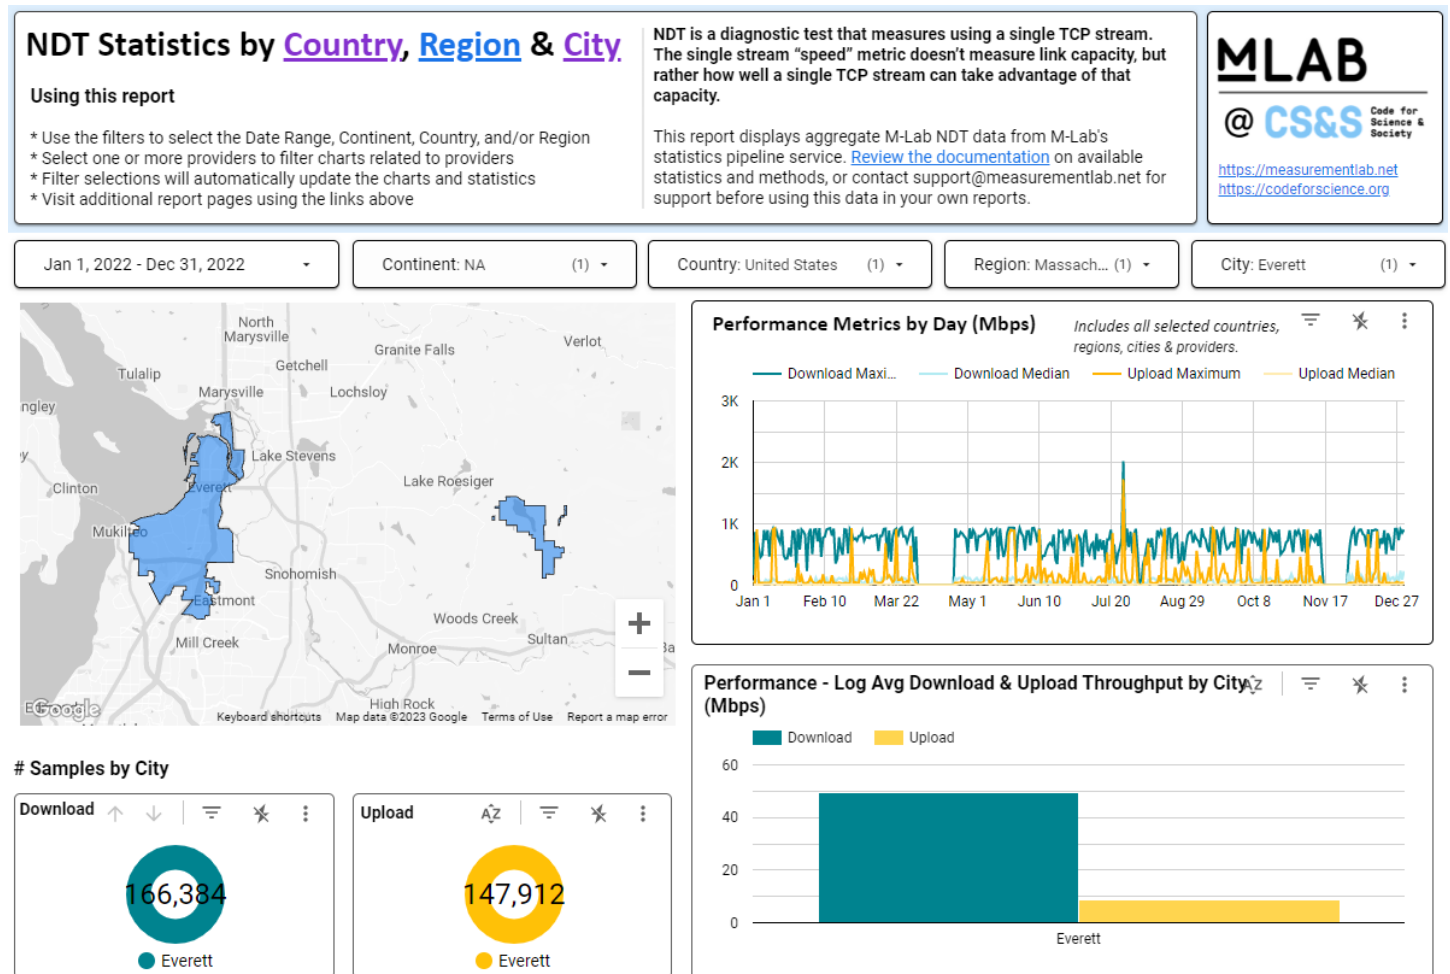 NDT Statistics by Country, Region & City
Using this report
* Use the filters to select the Date Range, Continent, Country, and/or Region
* Select one or more providers to filter charts related to providers
* Filter selections will automatically update the charts and statistics
* Visit additional report pages using the links above
NDT is a diagnostic test that measures using a single TCP stream.
The single stream “speed” metric doesn't measure link capacity, but
rather how well a single TCP stream can take advantage of that
capacity.
This report displays aggregate M-Lab NDT data from M-Lab's
statistics pipeline service. Review the documentation on available
statistics and methods, or contact support@measurementlab.net for
support before using this data in your own reports.
MLAB
@ CS&S Code for
Science &
Society
https://measurementlab.net
https://codeforscience.org
Jan 1, 2022 - Dec 31, 2022
Continent: NA (1)
Country: United States (1)
Region: Massach... (1)
City: Everett (1)
North
Marysville
Granite Falls
Verlot
Getchell
Tulalip
Marysville
Lochsloy
ngley
Lake Stevens
Lake Roesiger
Clinton
Everett
Mukilteo
Snohomish
Eastmont
Woods Creek
Sultan
Mill Creek
Monroe
High Rock
Google
Keyboard shortcuts Map data ©2023 Google Terms of Use Report a map error
Performance Metrics by Day (Mbps)
Includes all selected countries,
regions, cities & providers.
Download Maxi... Download Median Upload Maximum Upload Median
3K
2K
1K
0
Jan 1 Feb 10 Mar 22 May 1 Jun 10 Jul 20 Aug 29 Oct 8 Nov 17 Dec 27
Performance - Log Avg Download & Upload Throughput by City
(Mbps)
AZ
Download Upload
60
40
20
0
Everett
# Samples by City
Download
166,384
Everett
Upload
AZ
147,912
Everett